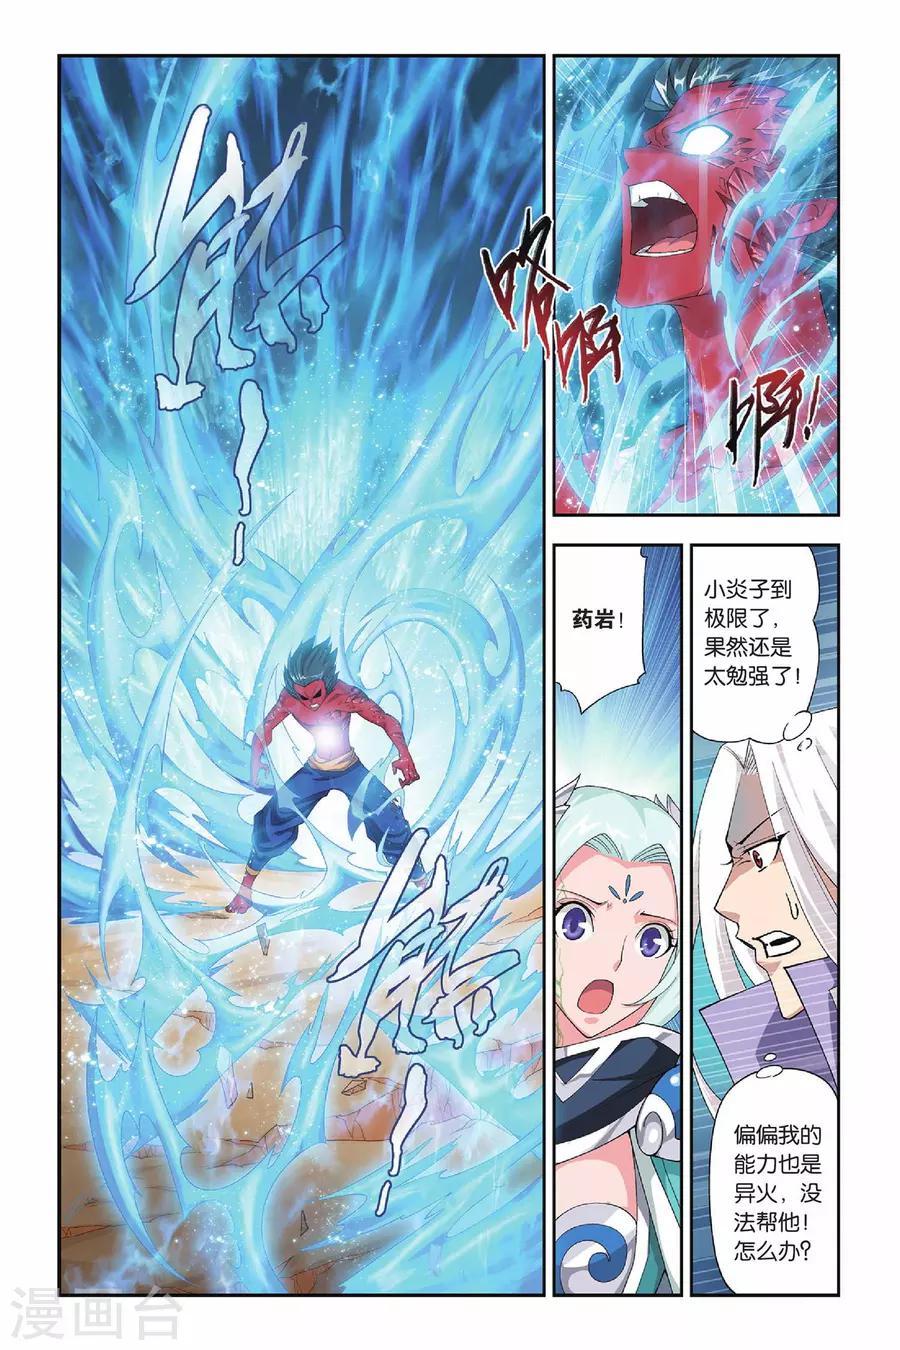 哈
啊
啊!
药岩!
小炎子到
极限了，
果然还是
太勉强了!
偏偏我的
能力也是
异火，没
法帮他!
怎么办?
漫画台